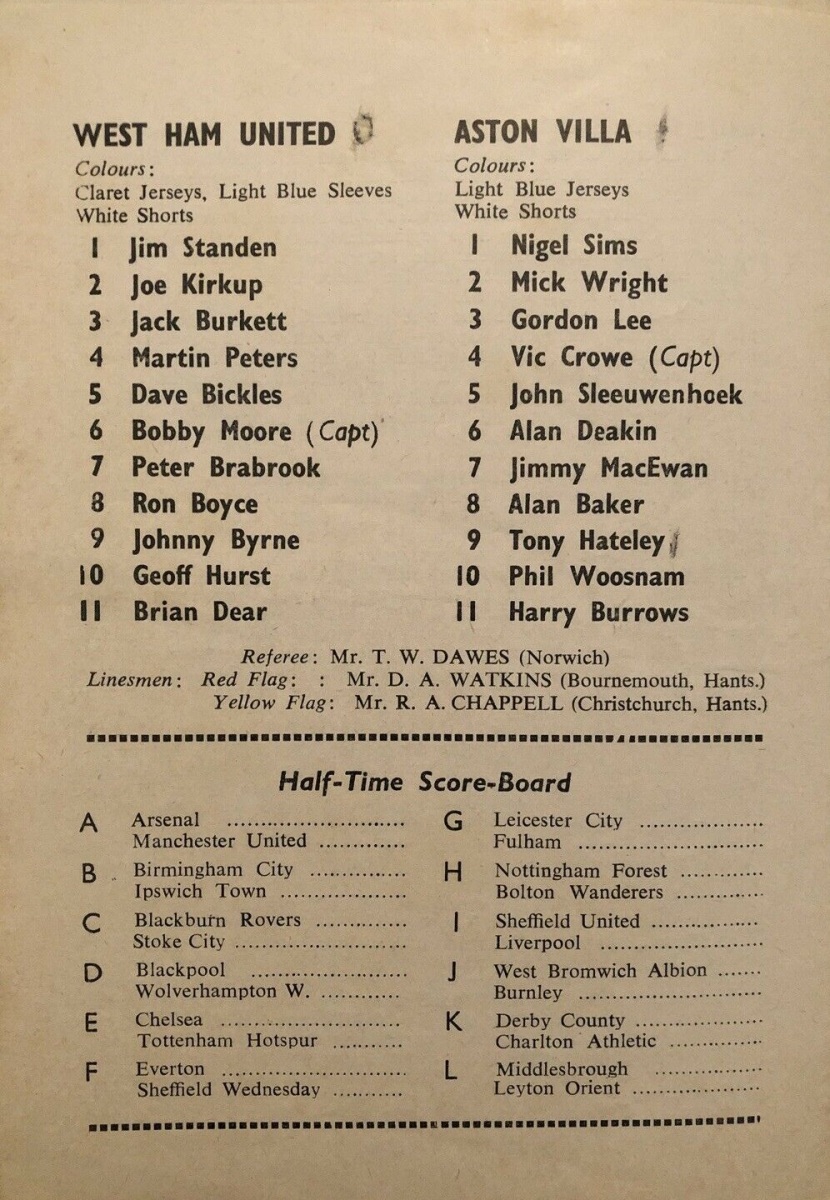 WEST HAM UNITED
Colours:
Claret Jerseys, Light Blue Sleeves
White Shorts
1 Jim Standen
2 Joe Kirkup
3 Jack Burkett
4 Martin Peters
5 Dave Bickles
6 Bobby Moore (Capt)
7 Peter Brabrook
8 Ron Boyce
9 Johnny Byrne
10 Geoff Hurst
11 Brian Dear
ASTON VILLA
Colours:
Light Blue Jerseys
White Shorts
1 Nigel Sims
2 Mick Wright
3 Gordon Lee
4 Vic Crowe (Capt)
5 John Sleeuwenhoek
6 Alan Deakin
7 Jimmy MacEwan
8 Alan Baker
9 Tony Hateley
10 Phil Woosnam
11 Harry Burrows
Referee: Mr. T. W. DAWES (Norwich)
Linesmen: Red Flag: : Mr. D. A. WATKINS (Bournemouth, Hants.)
Yellow Flag: Mr. R. A. CHAPPELL (Christchurch, Hants.)
Half-Time Score-Board
A Arsenal ..........................
Manchester United .............
B Birmingham City ..............
Ipswich Town ...................
C Blackburn Rovers ..............
Stoke City ..........................
D Blackpool ........................
Wolverhampton W. ............
E Chelsea ...........................
Tottenham Hotspur ...........
F Everton ............................
Sheffield Wednesday ...........
G Leicester City ...................
Fulham ............................
H Nottingham Forest .............
Bolton Wanderers .............
I Sheffield United ................
Liverpool ........................
J West Bromwich Albion .......
Burnley ............................
K Derby County ...................
Charlton Athletic ..............
L Middlesbrough ................
Leyton Orient ...................